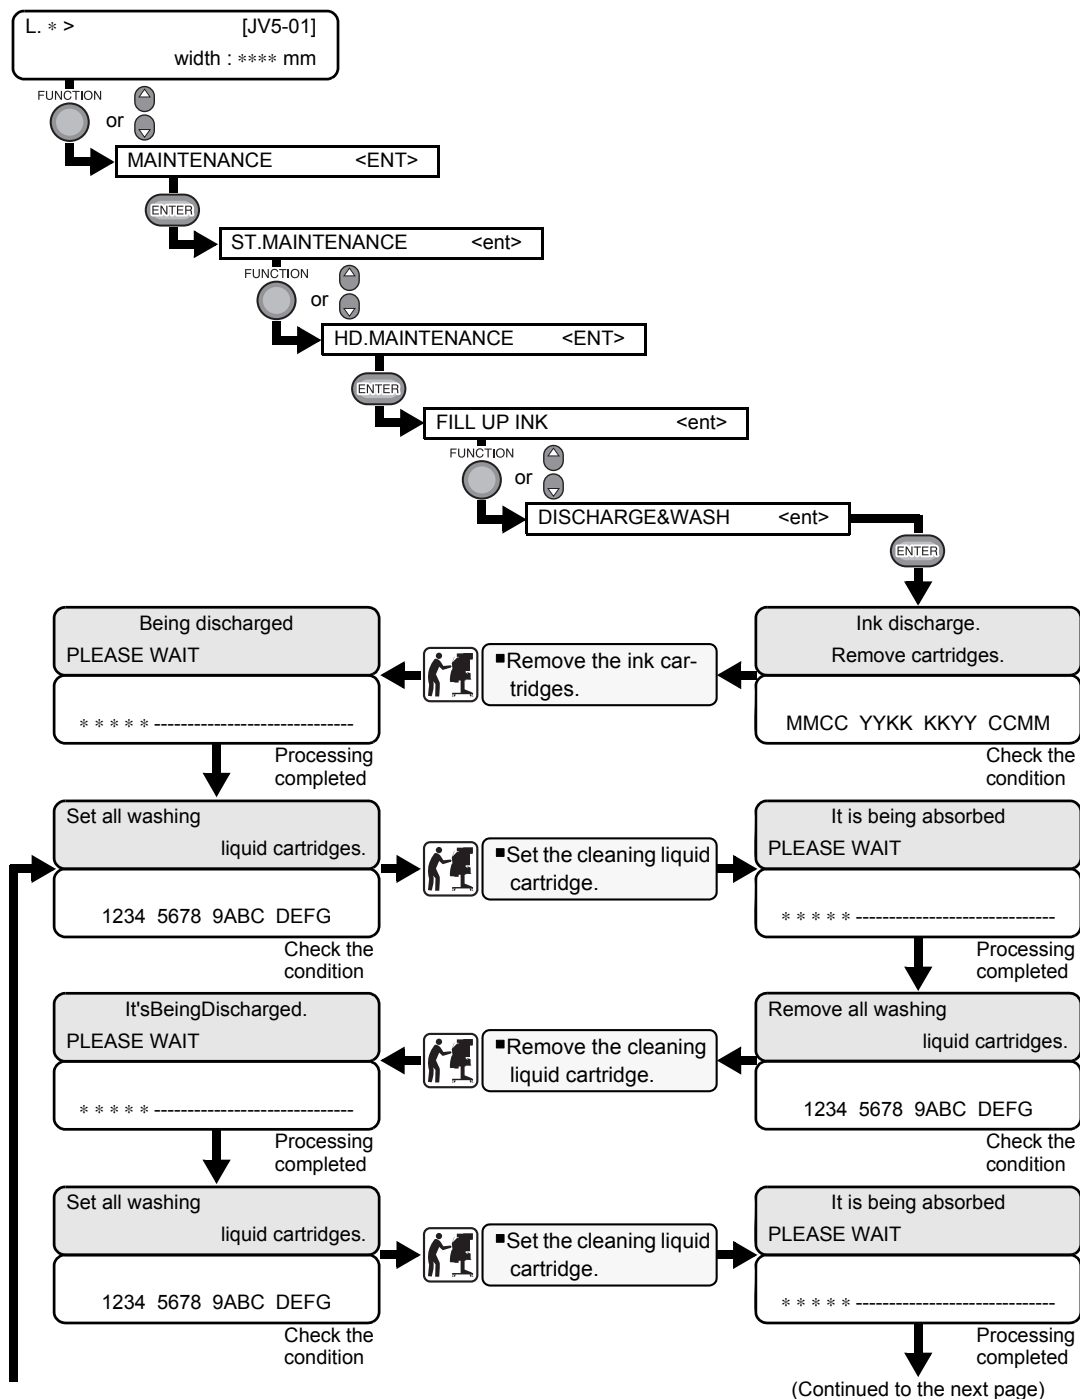 L. * > [JV5-01]
width : **** mm
FUNCTION
or
MAINTENANCE <ENT>
ENTER
ST.MAINTENANCE <ent>
FUNCTION
or
HD.MAINTENANCE <ENT>
ENTER
FILL UP INK <ent>
FUNCTION
or
DISCHARGE&WASH <ent>
ENTER
Ink discharge.
Remove cartridges.
MMCC YYKK KKYY CCMM
Check the
condition
■Remove the ink car-
tridges.
Being discharged
PLEASE WAIT
* * * * * ------------------------------
Processing
completed
Set all washing
liquid cartridges.
1234 5678 9ABC DEFG
Check the
condition
■Set the cleaning liquid
cartridge.
It is being absorbed
PLEASE WAIT
* * * * * ------------------------------
Processing
completed
Remove all washing
liquid cartridges.
1234 5678 9ABC DEFG
Check the
condition
■Remove the cleaning
liquid cartridge.
It'sBeingDischarged.
PLEASE WAIT
* * * * * ------------------------------
Processing
completed
Set all washing
liquid cartridges.
1234 5678 9ABC DEFG
Check the
condition
■Set the cleaning liquid
cartridge.
It is being absorbed
PLEASE WAIT
* * * * * ------------------------------
Processing
completed
(Continued to the next page)